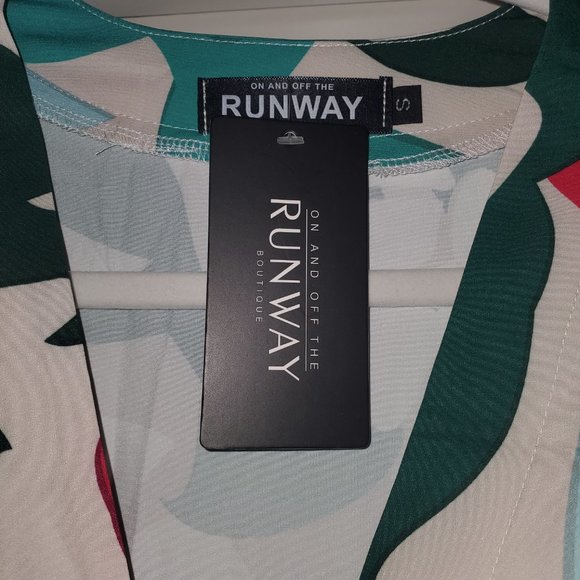 ON AND OFF THE
RUNWAY
S
ON AND OFF THE
RUNWAY
BOUTIQUE